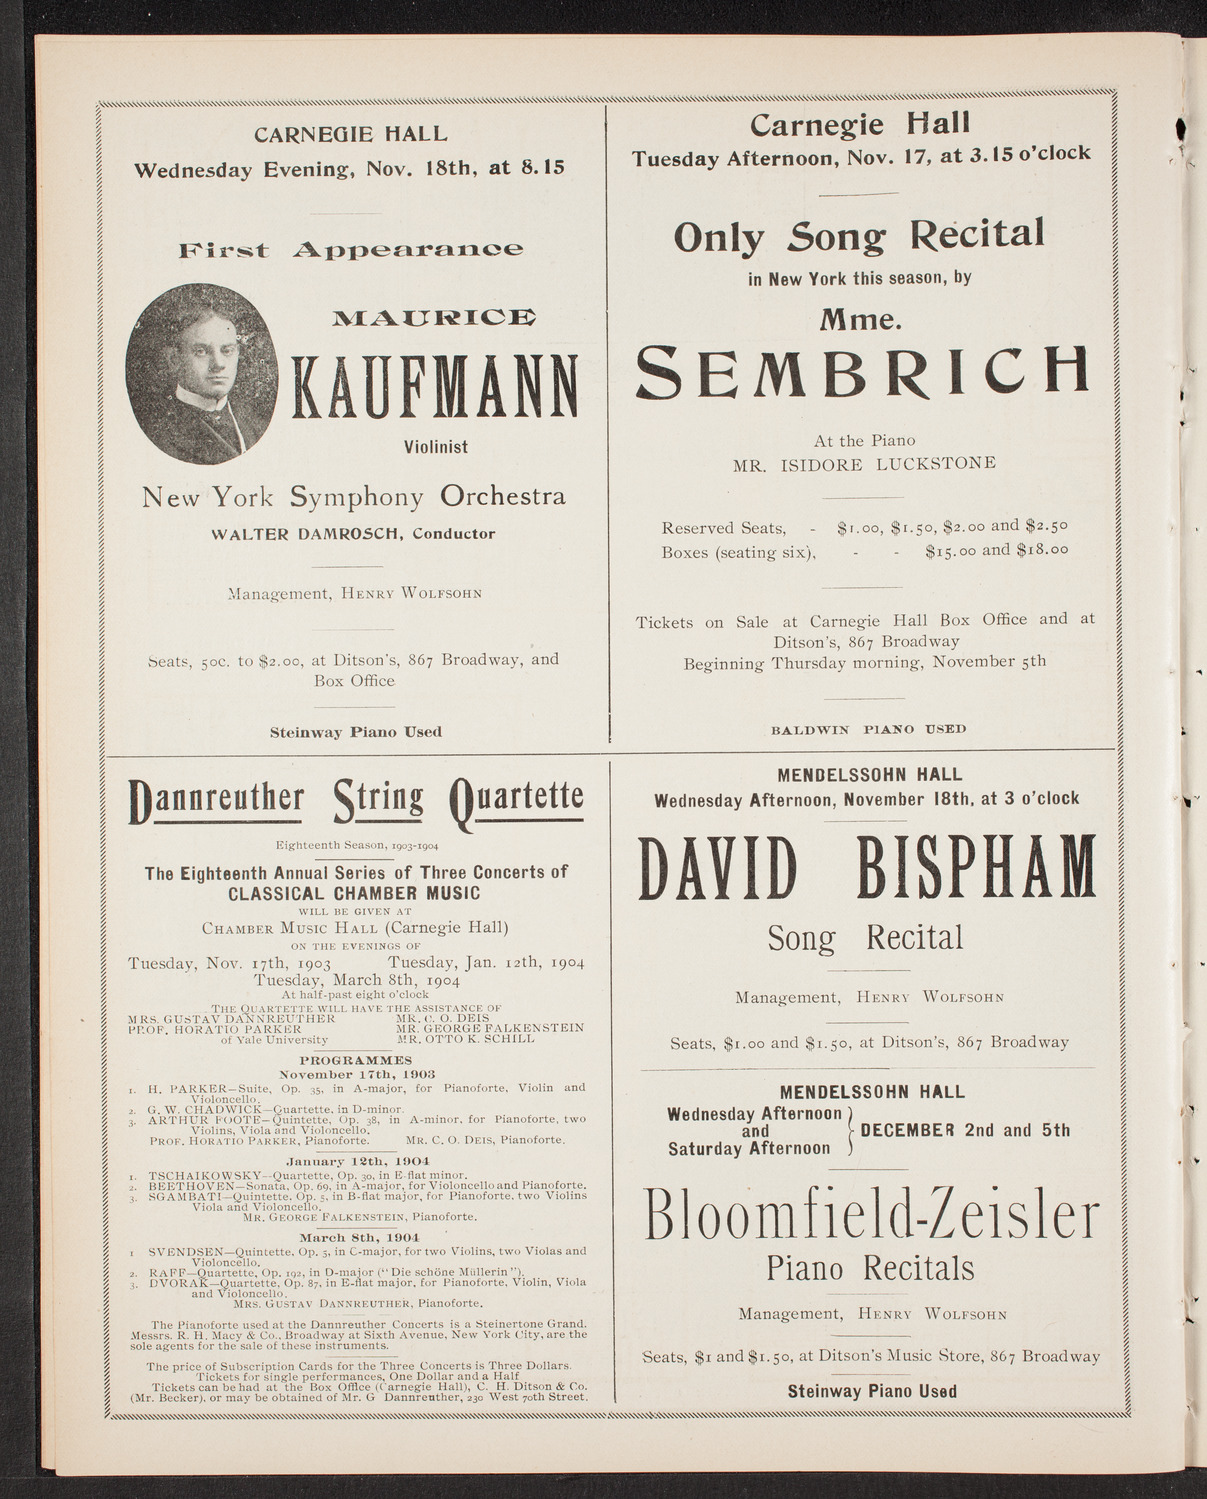 CARNEGIE HALL
Wednesday Evening, Nov. 18th, at 8.15
First Appearance
MAURICE
KAUFMANN
Violinist
New York Symphony Orchestra
WALTER DAMROSCH, Conductor
Management, HENRY WOLFSOHN
Seats, 50c. to $2.00, at Ditson's, 867 Broadway, and
Box Office
Steinway Piano Used
Carnegie Hall
Tuesday Afternoon, Nov. 17, at 3.15 o'clock
Only Song Recital
in New York this season, by
Mme.
SEMBRICH
At the Piano
MR. ISIDORE LUCKSTONE
Reserved Seats, - $1.00, $1.50, $2.00 and $2.50
Boxes (seating six), - - $15.00 and $18.00
Tickets on Sale at Carnegie Hall Box Office and at
Ditson's, 867 Broadway
Beginning Thursday morning, November 5th
BALDWIN PIANO USED
Dannreuther String Quartette
Eighteenth Season, 1903-1904
The Eighteenth Annual Series of Three Concerts of
CLASSICAL CHAMBER MUSIC
WILL BE GIVEN AT
CHAMBER MUSIC HALL (Carnegie Hall)
ON THE EVENINGS OF
Tuesday, Nov. 17th, 1903 Tuesday, Jan. 12th, 1904
Tuesday, March 8th, 1904
At half-past eight o'clock
THE QUARTETTE WILL HAVE THE ASSISTANCE OF
MRS. GUSTAV DANNREUTHER MR. C. O. DEIS
PROF. HORATIO PARKER MR. GEORGE FALKENSTEIN
of Yale University MR. OTTO K. SCHILL
PROGRAMMES
November 17th, 1903
1. H. PARKER—Suite, Op. 35, in A-major, for Pianoforte, Violin and
Violoncello.
2. G. W. CHADWICK—Quartette, in D-minor.
3. ARTHUR FOOTE—Quintette, Op. 38, in A-minor, for Pianoforte, two
Violins, Viola and Violoncello.
PROF. HORATIO PARKER, Pianoforte. MR. C. O. DEIS, Pianoforte.
January 12th, 1904
1. TSCHAIKOWSKY—Quartette, Op. 30, in E-flat minor.
2. BEETHOVEN—Sonata, Op. 69, in A-major, for Violoncello and Pianoforte.
3. SGAMBATI—Quintette, Op. 5, in B-flat major, for Pianoforte, two Violins
Viola and Violoncello.
MR. GEORGE FALKENSTEIN, Pianoforte.
March 8th, 1904
1 SVENDSEN—Quintette, Op. 5, in C-major, for two Violins, two Violas and
Violoncello.
2. RAFF—Quartette, Op. 192, in D-major ("Die schöne Müllerin").
3. DVORAK—Quartette, Op. 87, in E-flat major, for Pianoforte, Violin, Viola
and Violoncello.
MRS. GUSTAV DANNREUTHER, Pianoforte.
The Pianoforte used at the Dannreuther Concerts is a Steinertone Grand.
Messrs. R. H. Macy & Co., Broadway at Sixth Avenue, New York City, are the
sole agents for the sale of these instruments.
The price of Subscription Cards for the Three Concerts is Three Dollars.
Tickets for single performances, One Dollar and a Half
Tickets can be had at the Box Office (Carnegie Hall), C. H. Ditson & Co.
(Mr. Becker), or may be obtained of Mr. G Dannreuther, 230 West 70th Street.
MENDELSSOHN HALL
Wednesday Afternoon, November 18th, at 3 o'clock
DAVID BISPHAM
Song Recital
Management, HENRY WOLFSOHN
Seats, $1.00 and $1.50, at Ditson's, 867 Broadway
MENDELSSOHN HALL
Wednesday Afternoon
and
Saturday Afternoon
DECEMBER 2nd and 5th
Bloomfield-Zeisler
Piano Recitals
Management, HENRY WOLFSOHN
Seats, $1 and $1.50, at Ditson's Music Store, 867 Broadway
Steinway Piano Used